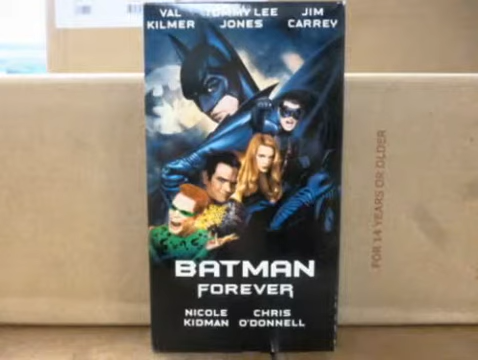 VAL TOMMY LEE JIM
KILMER JONES CARREY
BATMAN
FOREVER
NICOLE CHRIS
KIDMAN O'DONNELL
FOR 14 YEARS OR OLDER